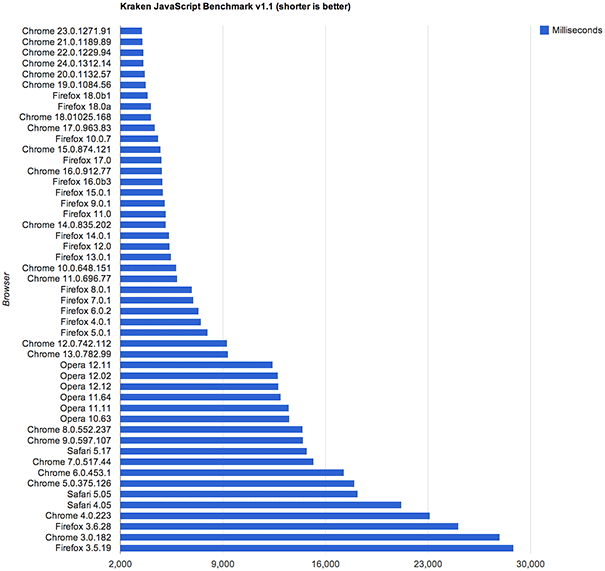 Kraken JavaScript Benchmark v1.1 (shorter is better)
Milliseconds
Browser
Chrome 23.0.1271.91
Chrome 21.0.1189.89
Chrome 22.0.1229.94
Chrome 24.0.1312.14
Chrome 20.0.1132.57
Chrome 19.0.1084.56
Firefox 18.0b1
Firefox 18.0a
Chrome 18.01025.168
Chrome 17.0.963.83
Firefox 10.0.7
Chrome 15.0.874.121
Firefox 17.0
Chrome 16.0.912.77
Firefox 16.0b3
Firefox 15.0.1
Firefox 9.0.1
Firefox 11.0
Chrome 14.0.835.202
Firefox 14.0.1
Firefox 12.0
Firefox 13.0.1
Chrome 10.0.648.151
Chrome 11.0.696.77
Firefox 8.0.1
Firefox 7.0.1
Firefox 6.0.2
Firefox 4.0.1
Firefox 5.0.1
Chrome 12.0.742.112
Chrome 13.0.782.99
Opera 12.11
Opera 12.02
Opera 12.12
Opera 11.64
Opera 11.11
Opera 10.63
Chrome 8.0.552.237
Chrome 9.0.597.107
Safari 5.17
Chrome 7.0.517.44
Chrome 6.0.453.1
Chrome 5.0.375.126
Safari 5.05
Safari 4.05
Chrome 4.0.223
Firefox 3.6.28
Chrome 3.0.182
Firefox 3.5.19
2,000 9,000 16,000 23,000 30,000